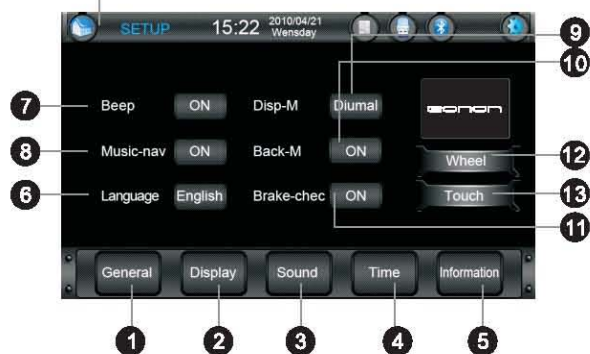 SETUP 15:22 2010/04/21 Wensday
9
10
7 Beep ON Disp-M Diumal
eonon
8 Music-nav ON Back-M ON
Wheel 12
6 Language English Brake-chec ON
Touch 13
11
General Display Sound Time Information
1 2 3 4 5